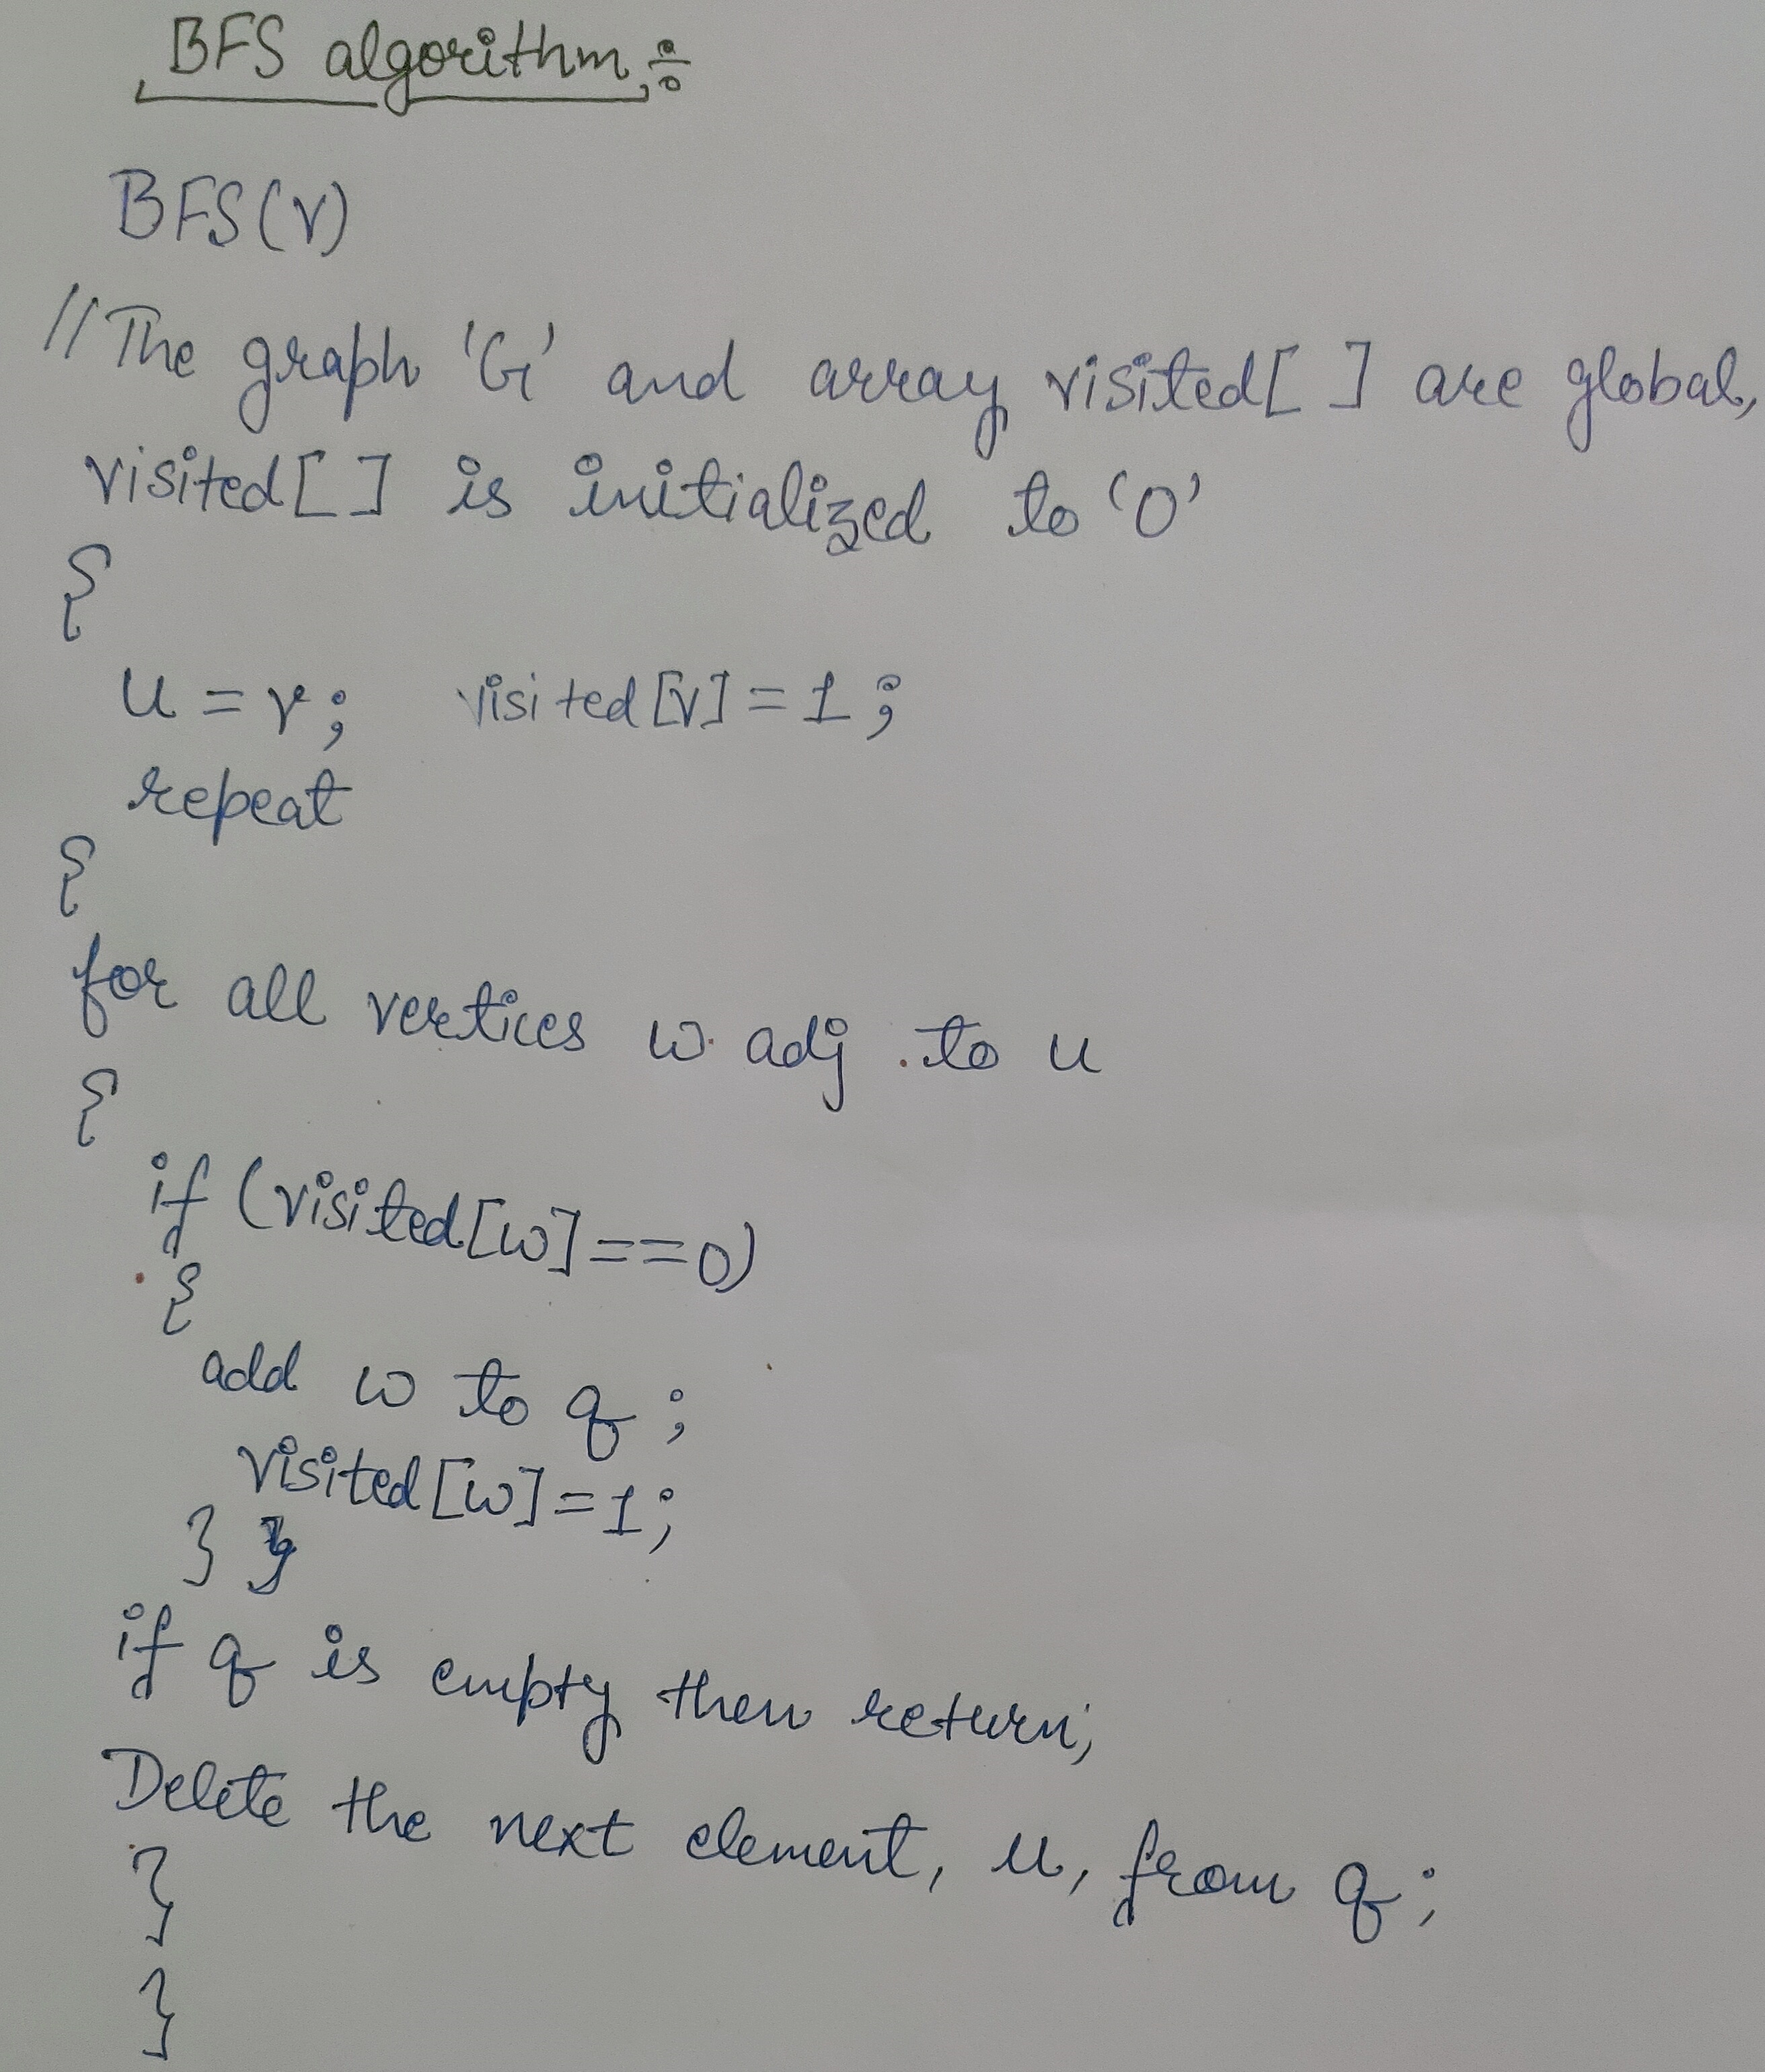 BFS algorithm:
BFS(v)
//The graph 'G' and array visited[ ] are global,
visited[ ] is initialized to '0'
{
u = v; visited[v] = 1;
repeat
{
for all vertices w adj. to u
{
if (visited[w]==0)
{
add w to q;
visited[w]=1;
} }
if q is empty then return;
Delete the next element, u, from q;
}
}